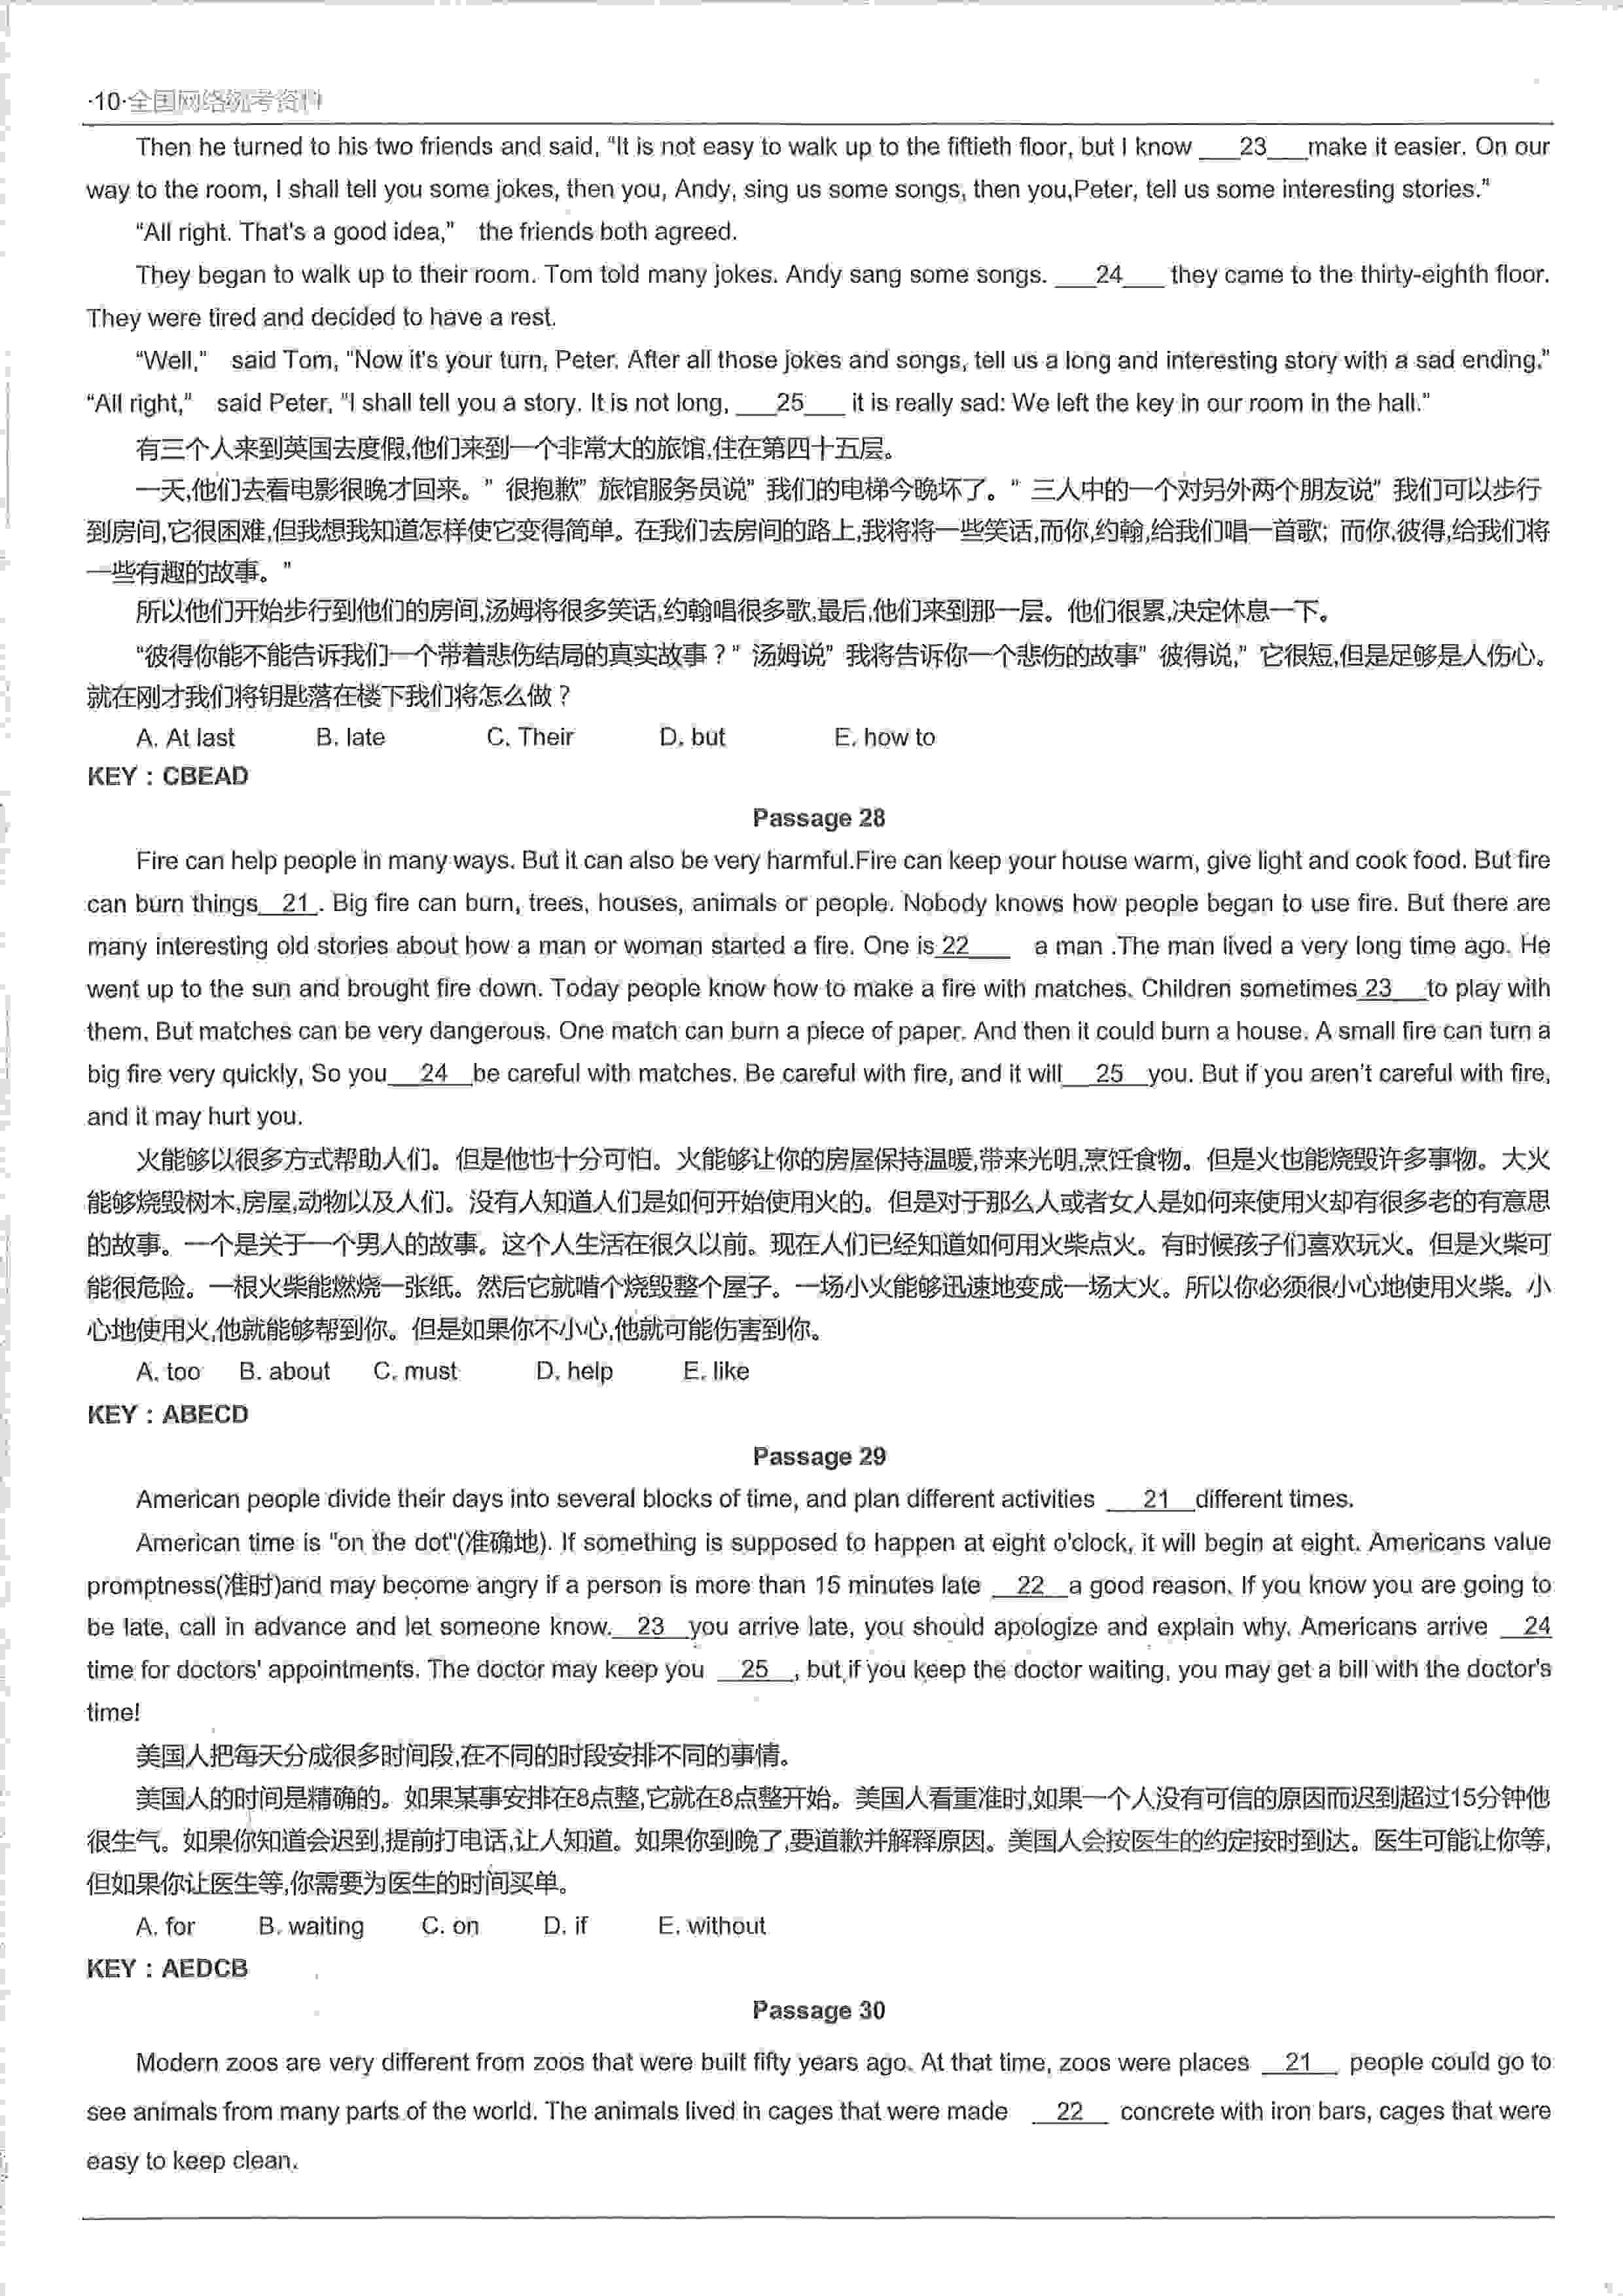 ·10·全国网络统考资料
Then he turned to his two friends and said, “It is not easy to walk up to the fiftieth floor, but I know ___23___make it easier. On our
way to the room, I shall tell you some jokes, then you, Andy, sing us some songs, then you,Peter, tell us some interesting stories.”
“All right. That's a good idea,” the friends both agreed.
They began to walk up to their room. Tom told many jokes. Andy sang some songs. ___24___ they came to the thirty-eighth floor.
They were tired and decided to have a rest.
“Well,” said Tom, “Now it's your turn, Peter. After all those jokes and songs, tell us a long and interesting story with a sad ending.”
“All right,” said Peter, “I shall tell you a story. It is not long, ___25___ it is really sad: We left the key in our room in the hall.”
有三个人来到英国去度假,他们来到一个非常大的旅馆,住在第四十五层。
一天,他们去看电影很晚才回来。” 很抱歉” 旅馆服务员说” 我们的电梯今晚坏了。“ 三人中的一个对另外两个朋友说” 我们可以步行
到房间,它很困难,但我想我知道怎样使它变得简单。在我们去房间的路上,我将将一些笑话,而你,约翰,给我们唱一首歌; 而你,彼得,给我们将
一些有趣的故事。”
所以他们开始步行到他们的房间,汤姆将很多笑话,约翰唱很多歌,最后,他们来到那一层。他们很累,决定休息一下。
“彼得你能不能告诉我们一个带着悲伤结局的真实故事？” 汤姆说” 我将告诉你一个悲伤的故事” 彼得说,” 它很短,但是足够是人伤心。
就在刚才我们将钥匙落在楼下我们将怎么做？
A. At last B. late C. Their D. but E. how to
KEY：CBEAD
Passage 28
Fire can help people in many ways. But it can also be very harmful.Fire can keep your house warm, give light and cook food. But fire
can burn things__21_. Big fire can burn, trees, houses, animals or people. Nobody knows how people began to use fire. But there are
many interesting old stories about how a man or woman started a fire. One is 22___ a man .The man lived a very long time ago. He
went up to the sun and brought fire down. Today people know how to make a fire with matches. Children sometimes 23___to play with
them. But matches can be very dangerous. One match can burn a piece of paper. And then it could burn a house. A small fire can turn a
big fire very quickly, So you__24__be careful with matches. Be careful with fire, and it will__25__you. But if you aren't careful with fire,
and it may hurt you.
火能够以很多方式帮助人们。但是他也十分可怕。火能够让你的房屋保持温暖,带来光明,烹饪食物。但是火也能烧毁许多事物。大火
能够烧毁树木,房屋,动物以及人们。没有人知道人们是如何开始使用火的。但是对于那么人或者女人是如何来使用火却有很多老的有意思
的故事。一个是关于一个男人的故事。这个人生活在很久以前。现在人们已经知道如何用火柴点火。有时候孩子们喜欢玩火。但是火柴可
能很危险。一根火柴能燃烧一张纸。然后它就啃个烧毁整个屋子。一场小火能够迅速地变成一场大火。所以你必须很小心地使用火柴。小
心地使用火,他就能够帮到你。但是如果你不小心,他就可能伤害到你。
A. too B. about C. must D. help E. like
KEY：ABECD
Passage 29
American people divide their days into several blocks of time, and plan different activities __21__different times.
American time is "on the dot"(准确地). If something is supposed to happen at eight o'clock, it will begin at eight. Americans value
promptness(准时)and may become angry if a person is more than 15 minutes late __22__a good reason. If you know you are going to
be late, call in advance and let someone know.__23__you arrive late, you should apologize and explain why. Americans arrive __24
time for doctors' appointments. The doctor may keep you __25__, but if you keep the doctor waiting, you may get a bill with the doctor's
time!
美国人把每天分成很多时间段,在不同的时段安排不同的事情。
美国人的时间是精确的。如果某事安排在8点整,它就在8点整开始。美国人看重准时,如果一个人没有可信的原因而迟到超过15分钟他
很生气。如果你知道会迟到,提前打电话,让人知道。如果你到晚了,要道歉并解释原因。美国人会按医生的约定按时到达。医生可能让你等,
但如果你让医生等,你需要为医生的时间买单。
A. for B. waiting C. on D. if E. without
KEY：AEDCB
Passage 30
Modern zoos are very different from zoos that were built fifty years ago. At that time, zoos were places __21__ people could go to
see animals from many parts of the world. The animals lived in cages that were made __22__ concrete with iron bars, cages that were
easy to keep clean.